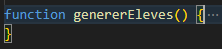 function genererEleves() {…
}